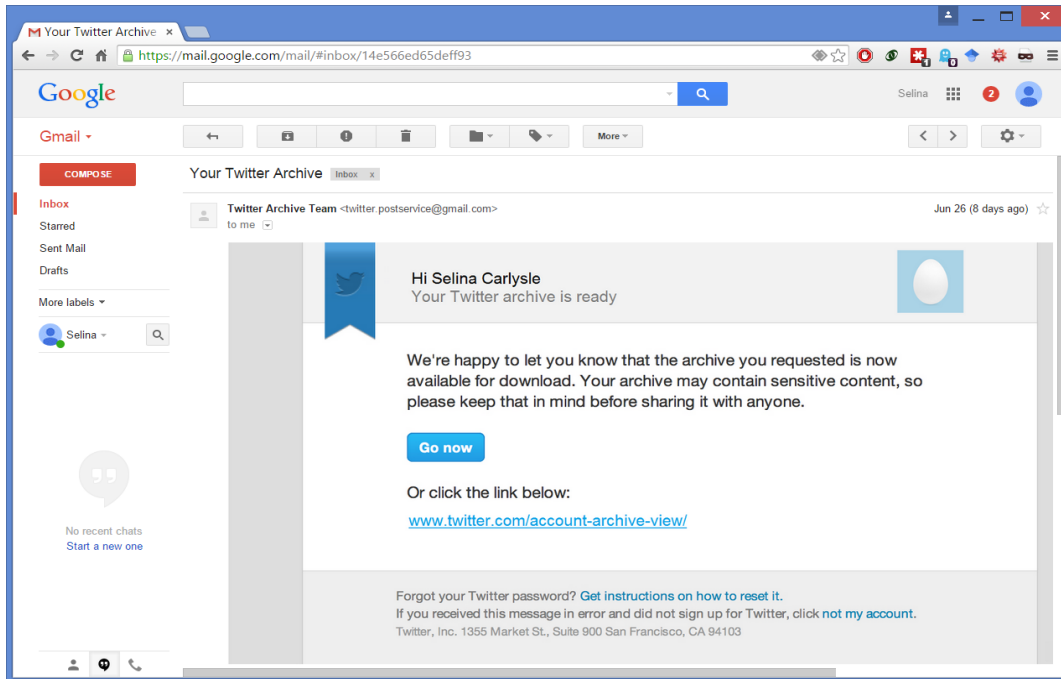 Your Twitter Archive ×
https://mail.google.com/mail/#inbox/14e566ed65deff93
1
0
Google
Selina
2
Gmail
More
COMPOSE
Your Twitter Archive Inbox x
Inbox
Starred
Sent Mail
Drafts
More labels
Selina
Twitter Archive Team <twitter.postservice@gmail.com>
Jun 26 (8 days ago)
to me
Hi Selina Carlysle
Your Twitter archive is ready
We're happy to let you know that the archive you requested is now
available for download. Your archive may contain sensitive content, so
please keep that in mind before sharing it with anyone.
Go now
Or click the link below:
www.twitter.com/account-archive-view/
No recent chats
Start a new one
Forgot your Twitter password? Get instructions on how to reset it.
If you received this message in error and did not sign up for Twitter, click not my account.
Twitter, Inc. 1355 Market St., Suite 900 San Francisco, CA 94103